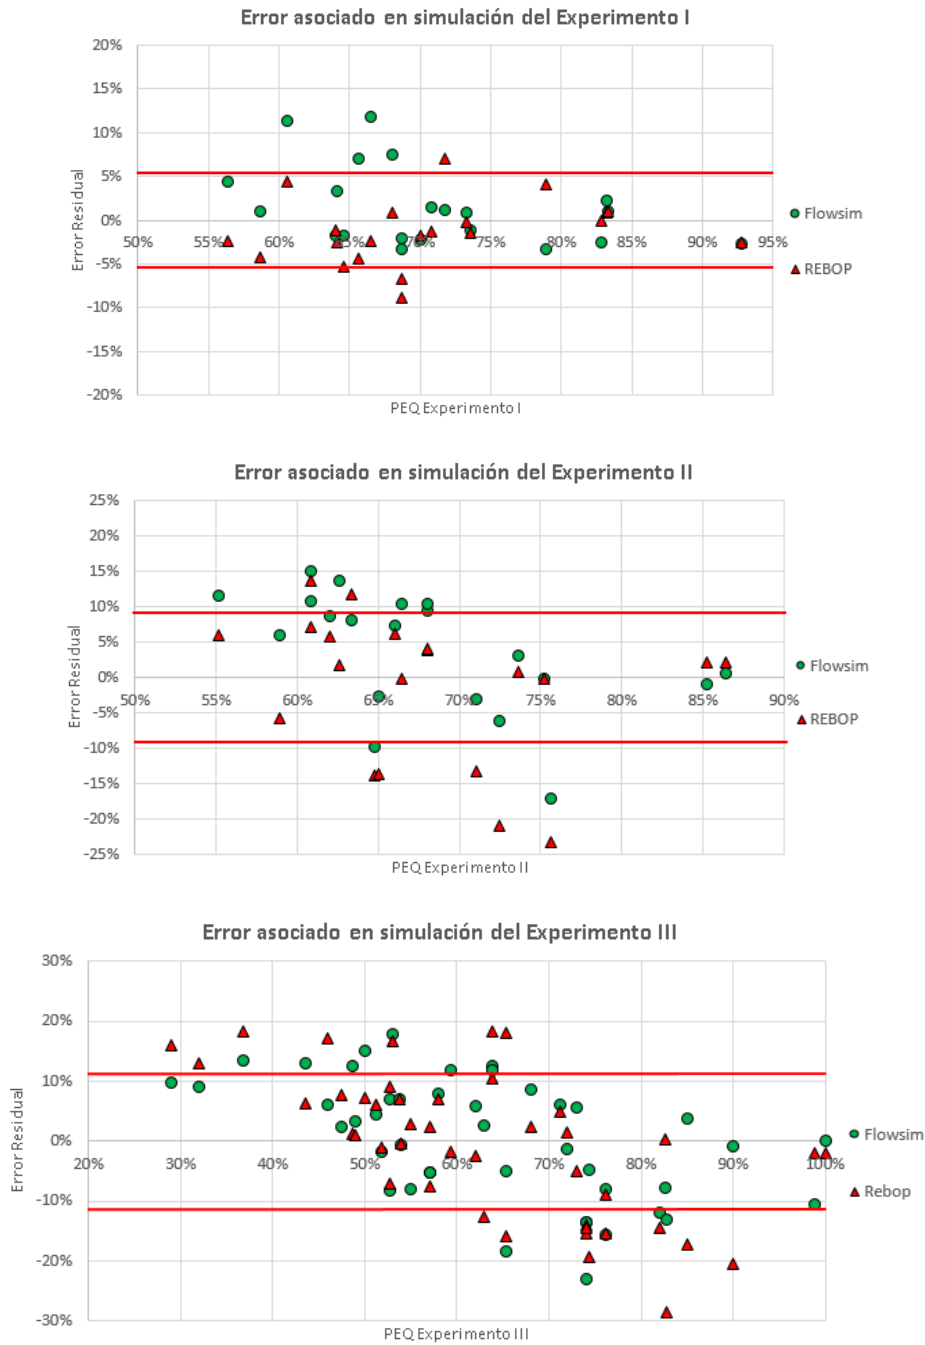 Error asociado en simulación del Experimento I
20%
15%
10%
5%
0%
-5%
-10%
-15%
-20%
50% 55% 60% 65% 70% 75% 80% 85% 90% 95%
Error Residual
PEQ Experimento I
Flowsim
REBOP
Error asociado en simulación del Experimento II
25%
20%
15%
10%
5%
0%
-5%
-10%
-15%
-20%
-25%
50% 55% 60% 65% 70% 75% 80% 85% 90%
Error Residual
PEQ Experimento II
Flowsim
REBOP
Error asociado en simulación del Experimento III
30%
20%
10%
0%
-10%
-20%
-30%
20% 30% 40% 50% 60% 70% 80% 90% 100%
Error Residual
PEQ Experimento III
Flowsim
Rebop